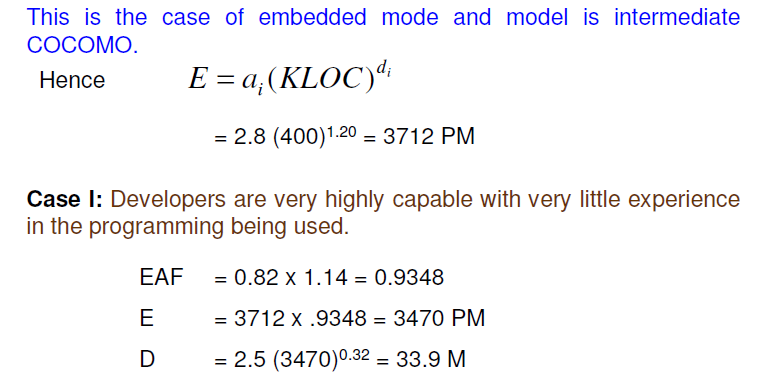 This is the case of embedded mode and model is intermediate
COCOMO.
Hence E = aᵢ(KLOC)^dᵢ
= 2.8 (400)¹·²⁰ = 3712 PM
Case I: Developers are very highly capable with very little experience
in the programming being used.
EAF = 0.82 x 1.14 = 0.9348
E = 3712 x .9348 = 3470 PM
D = 2.5 (3470)⁰·³² = 33.9 M